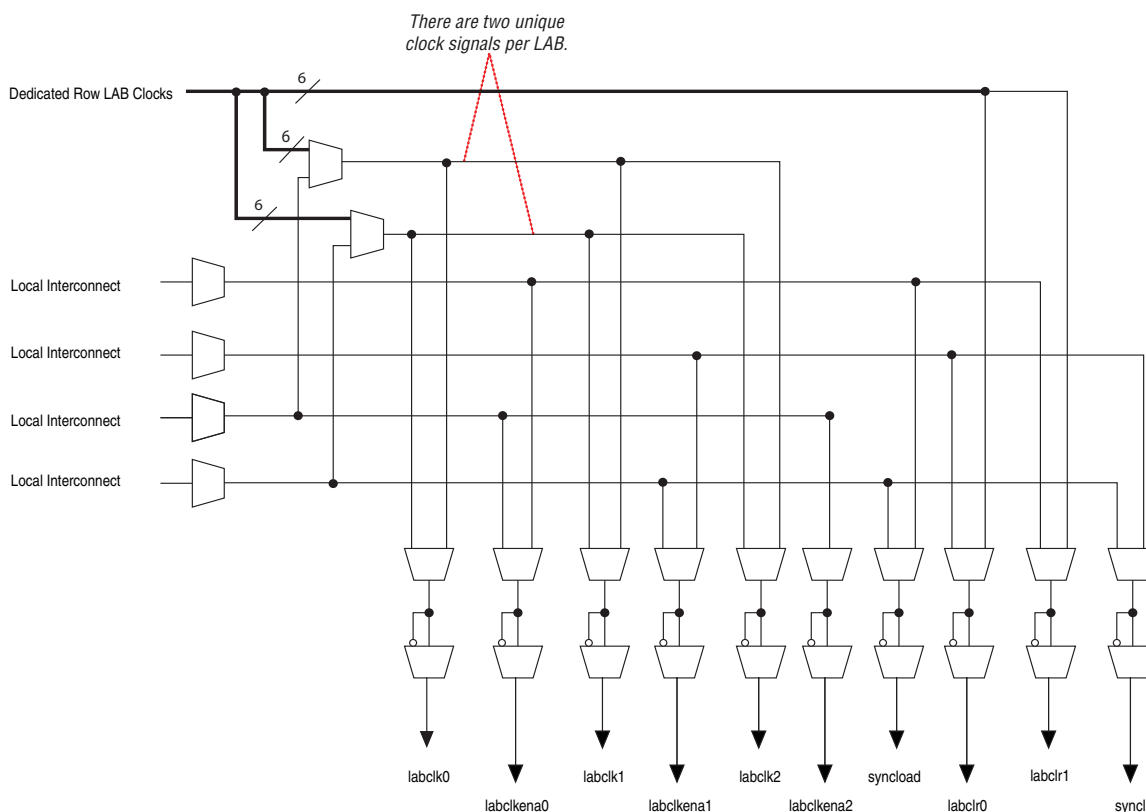 There are two unique
clock signals per LAB.
6
Dedicated Row LAB Clocks
6
6
Local Interconnect
Local Interconnect
Local Interconnect
Local Interconnect
labclk0
labclk1
labclk2
syncload
labclr1
labclkena0
labclkena1
labclkena2
labclr0